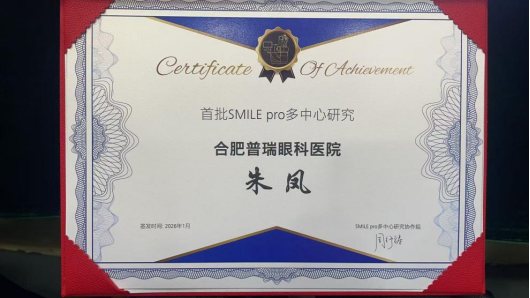 Certificate Of Achievement
首批SMILE pro多中心研究
合肥普瑞眼科医院
朱凤
签发时间: 2026年1月
SMILE pro多中心研究协作组